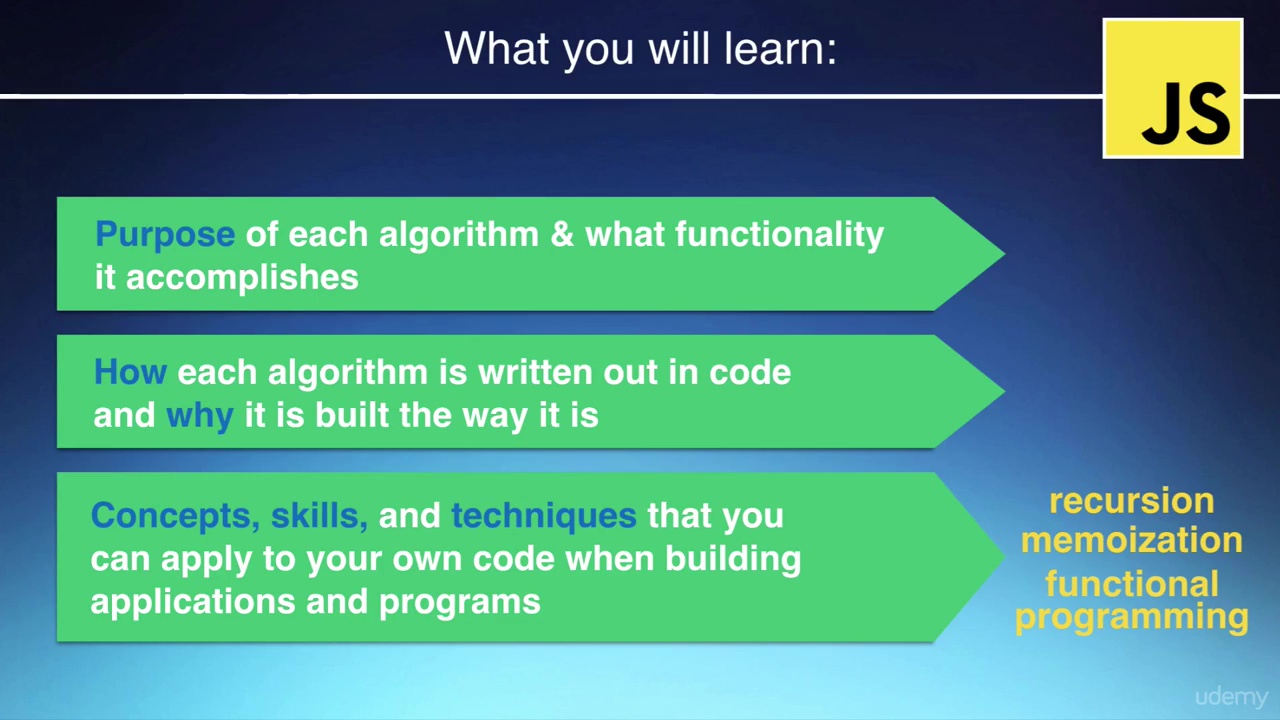 What you will learn:
JS
Purpose of each algorithm & what functionality
it accomplishes
How each algorithm is written out in code
and why it is built the way it is
Concepts, skills, and techniques that you
can apply to your own code when building
applications and programs
recursion
memoization
functional
programming
udemy